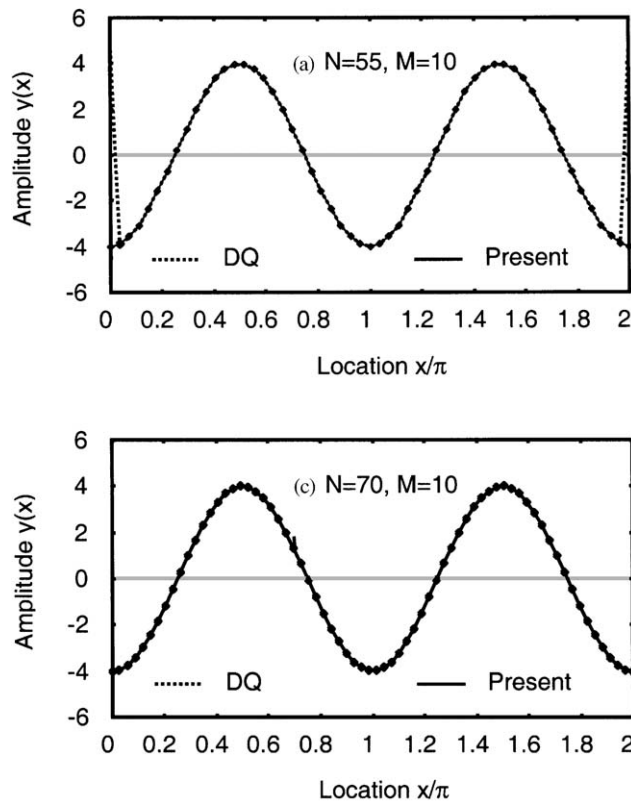 6
(a) N=55, M=10
4
2
0
-2
-4
-6
Amplitude y(x)
DQ
Present
0 0.2 0.4 0.6 0.8 1 1.2 1.4 1.6 1.8 2
Location x/π
6
(c) N=70, M=10
4
2
0
-2
-4
-6
Amplitude y(x)
DQ
Present
0 0.2 0.4 0.6 0.8 1 1.2 1.4 1.6 1.8 2
Location x/π